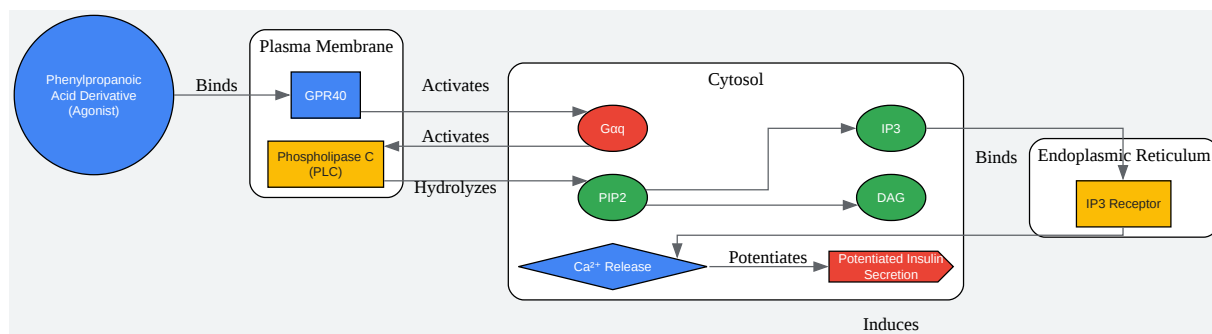 Plasma Membrane
Phenylpropanoic
Acid Derivative
(Agonist)
Binds
GPR40
Activates
Cytosol
Gαq
IP3
Activates
Phospholipase C
(PLC)
Hydrolyzes
PIP2
DAG
Binds
Endoplasmic Reticulum
IP3 Receptor
Ca²⁺ Release
Potentiates
Potentiated Insulin
Secretion
Induces